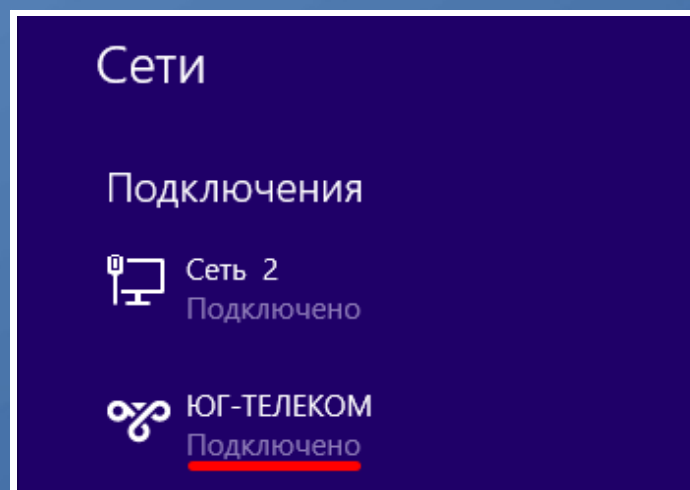 Сети
Подключения
Сеть 2
Подключено
ЮГ-ТЕЛЕКОМ
Подключено